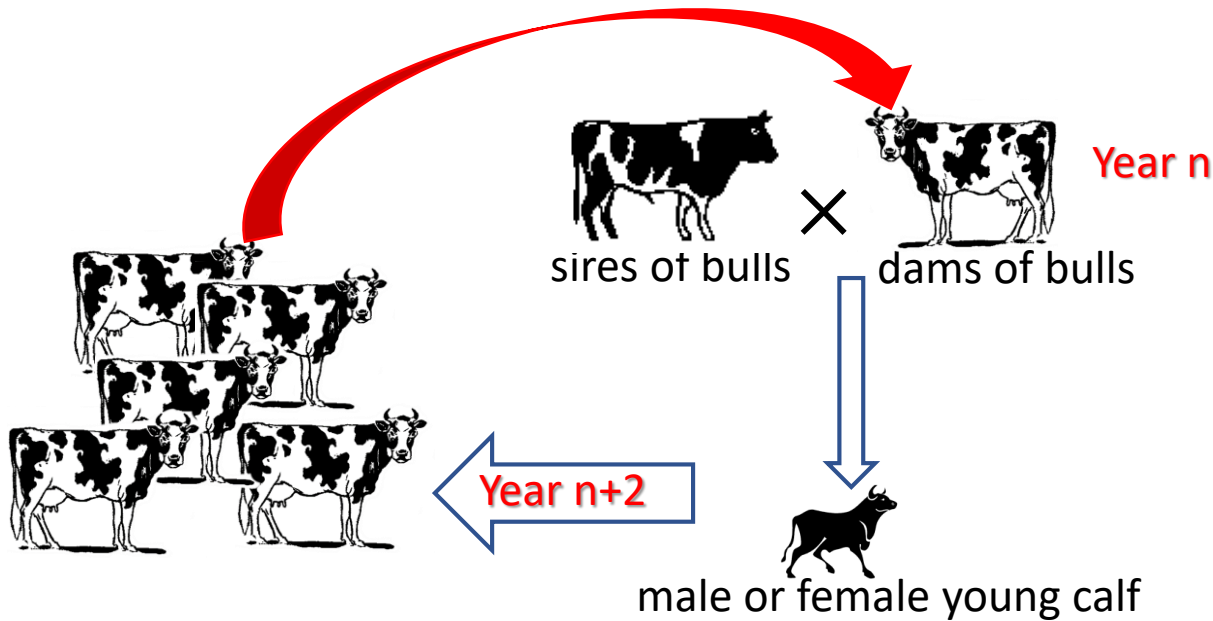 Year n
sires of bulls
dams of bulls
Year n+2
male or female young calf